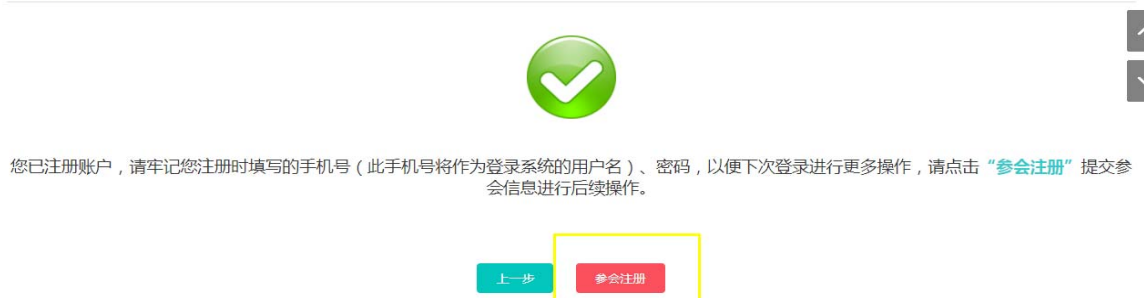 您已注册账户，请牢记您注册时填写的手机号（此手机号将作为登录系统的用户名）、密码，以便下次登录进行更多操作，请点击“参会注册”提交参
会信息进行后续操作。
上一步
参会注册